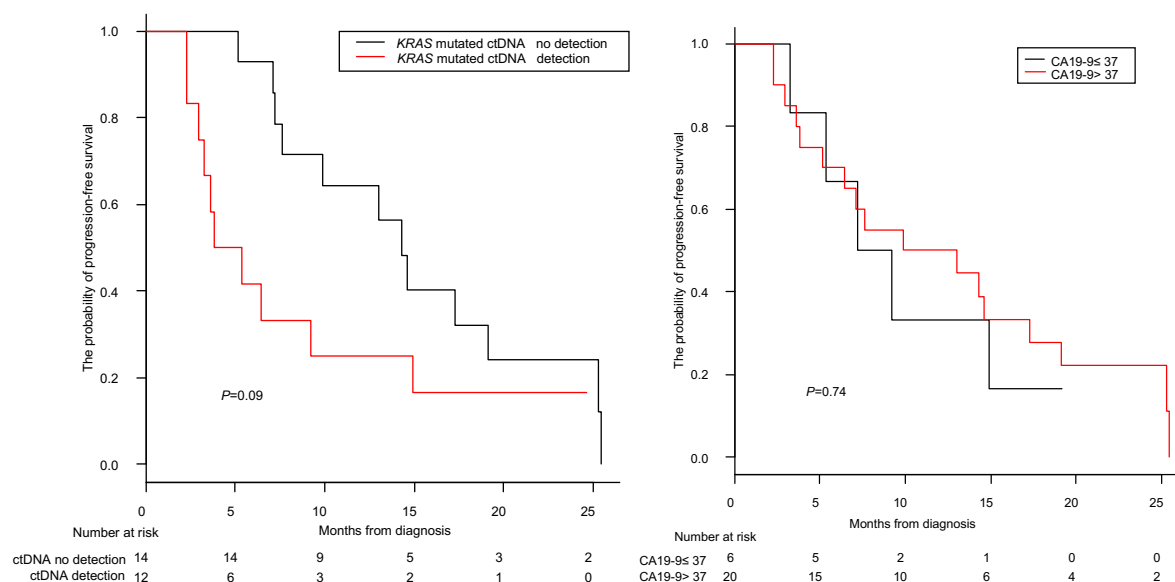 KRAS mutated ctDNA no detection
KRAS mutated ctDNA detection
The probability of progression-free survival
1.0
0.8
0.6
0.4
0.2
0.0
P=0.09
0 5 10 15 20 25
Months from diagnosis
Number at risk
ctDNA no detection 14 14 9 5 3 2
ctDNA detection 12 6 3 2 1 0
CA19-9≤ 37
CA19-9> 37
The probability of progression-free survival
1.0
0.8
0.6
0.4
0.2
0.0
P=0.74
0 5 10 15 20 25
Months from diagnosis
Number at risk
CA19-9≤ 37 6 5 2 1 0 0
CA19-9> 37 20 15 10 6 4 2